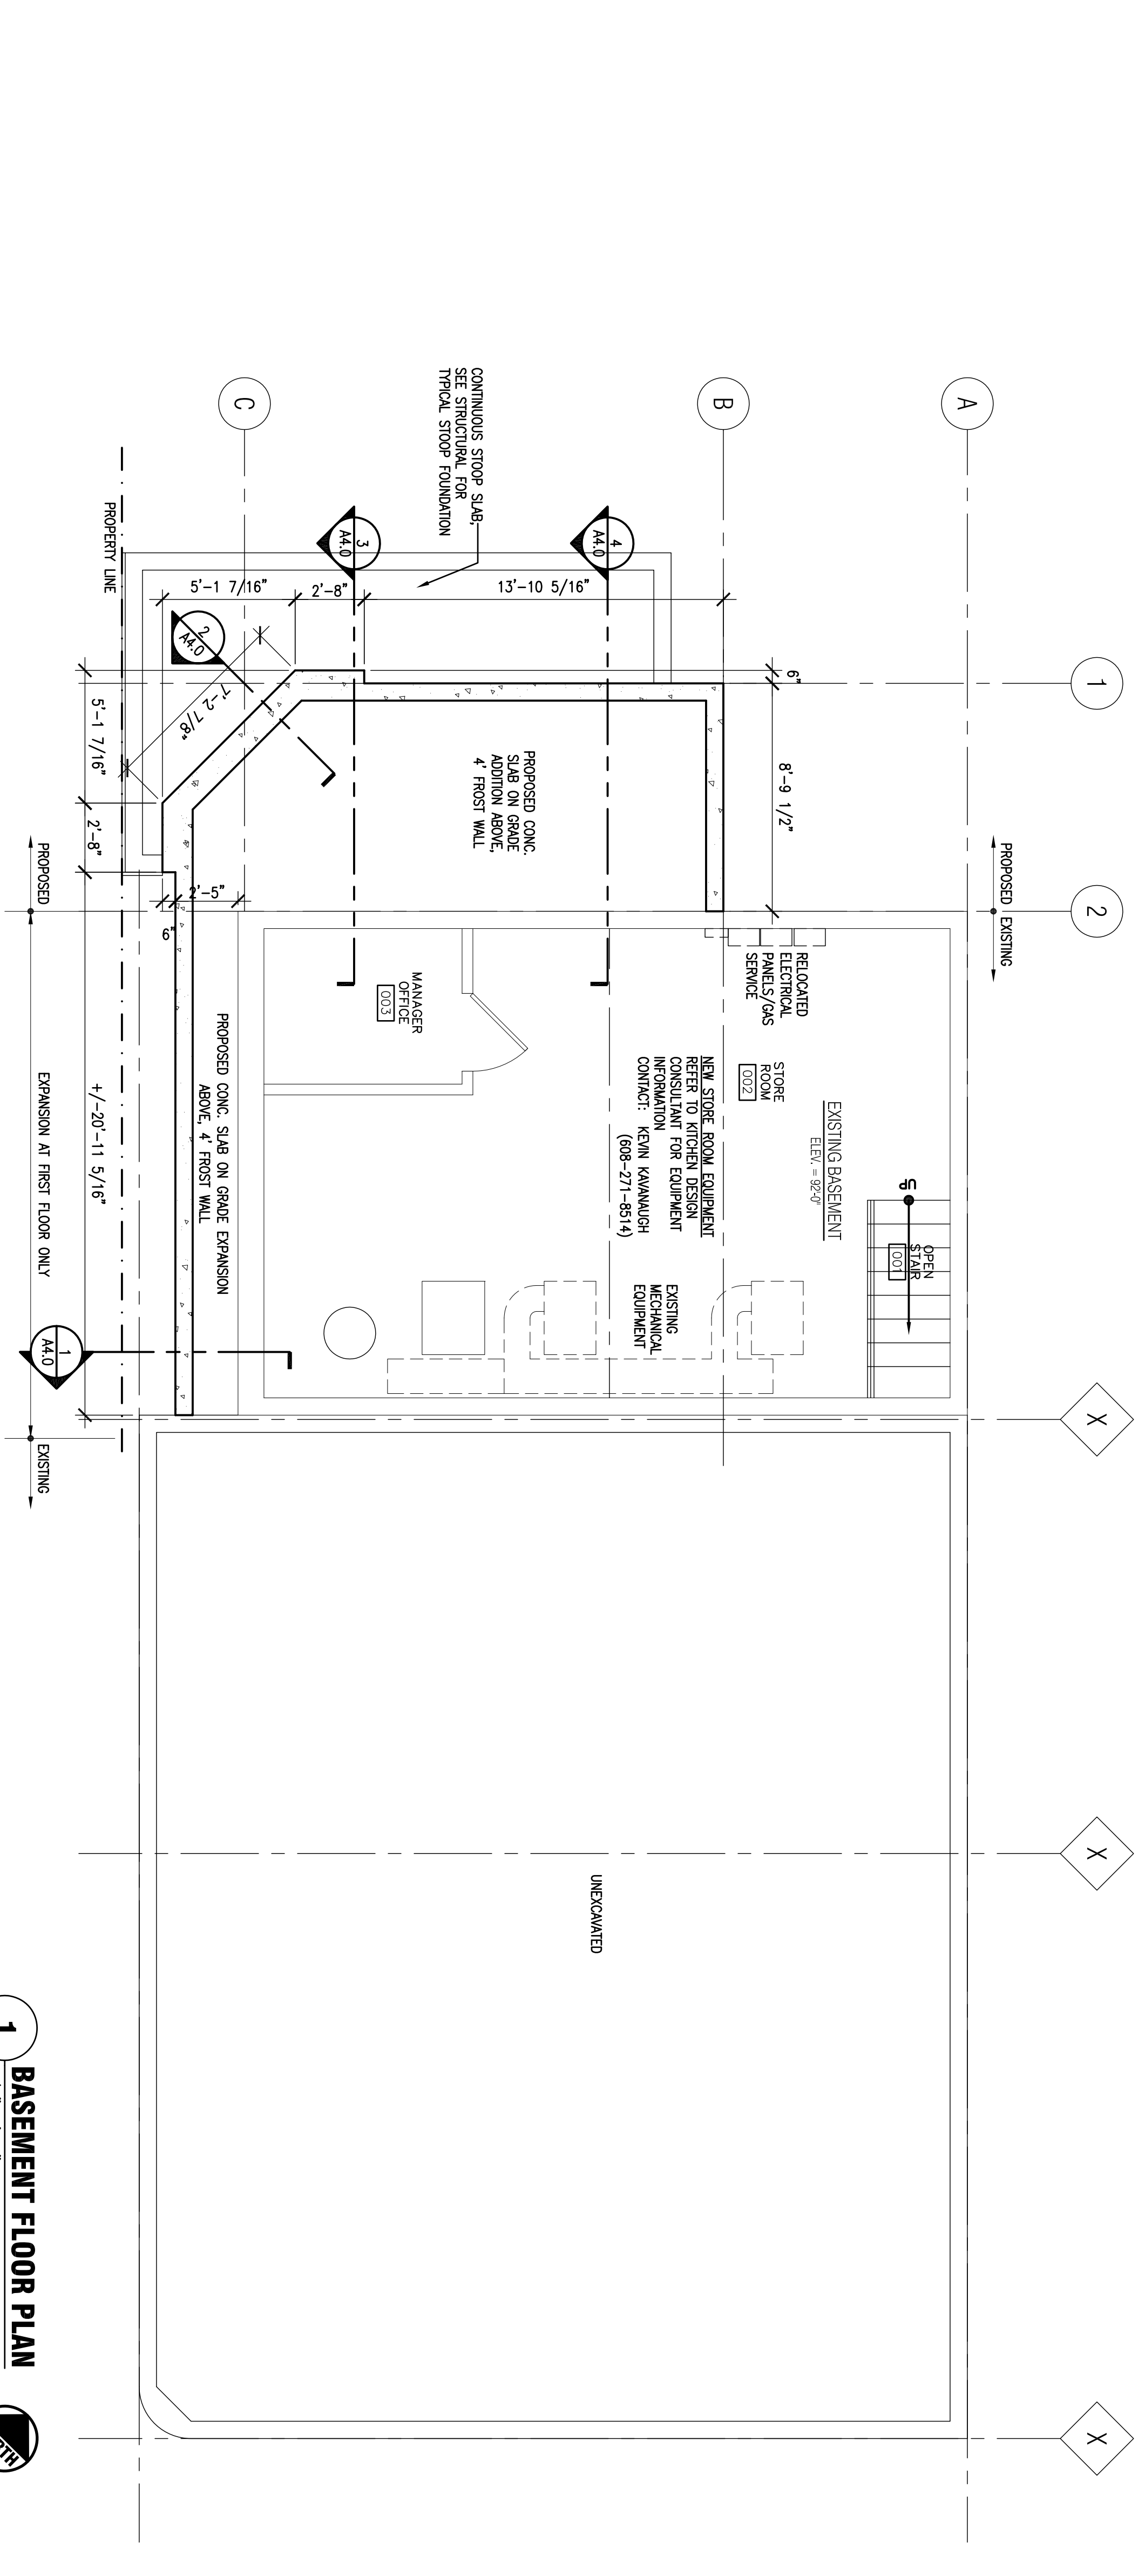 1
2
X
X
X
A
B
C
PROPOSED
EXISTING
6"
8'-9 1/2"
RELOCATED
ELECTRICAL
PANELS/GAS
SERVICE
STORE
ROOM
002
EXISTING BASEMENT
ELEV. = 92'-0"
UP
OPEN
STAIR
001
NEW STORE ROOM EQUIPMENT
REFER TO KITCHEN DESIGN
CONSULTANT FOR EQUIPMENT
INFORMATION
CONTACT: KEVIN KAVANAUGH
(608-271-8514)
EXISTING
MECHANICAL
EQUIPMENT
UNEXCAVATED
13'-10 5/16"
4
A4.0
CONTINUOUS STOOP SLAB,
SEE STRUCTURAL FOR
TYPICAL STOOP FOUNDATION
PROPOSED CONC.
SLAB ON GRADE
ADDITION ABOVE,
4' FROST WALL
3
A4.0
2'-8"
5'-1 7/16"
MANAGER
OFFICE
003
2
A4.0
7'-2 7/8"
2'-5"
6"
PROPOSED CONC. SLAB ON GRADE EXPANSION
ABOVE, 4' FROST WALL
PROPERTY LINE
5'-1 7/16"
2'-8"
+/-20'-11 5/16"
1
A4.0
PROPOSED
EXPANSION AT FIRST FLOOR ONLY
EXISTING
1
BASEMENT FLOOR PLAN